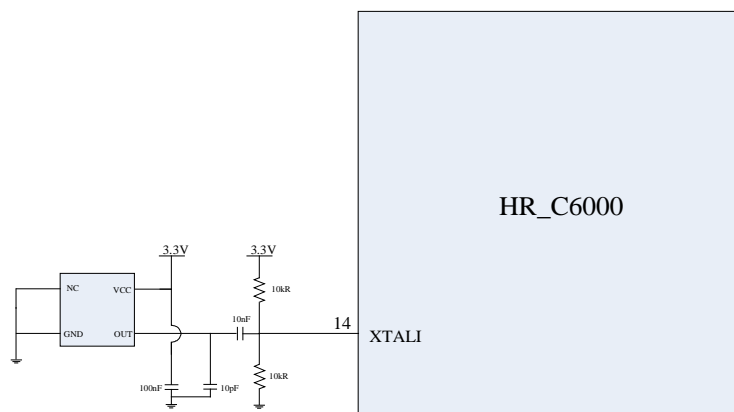 HR_C6000
3.3V
3.3V
NC
VCC
10kR
10nF
14
GND
OUT
XTALI
100nF
10pF
10kR